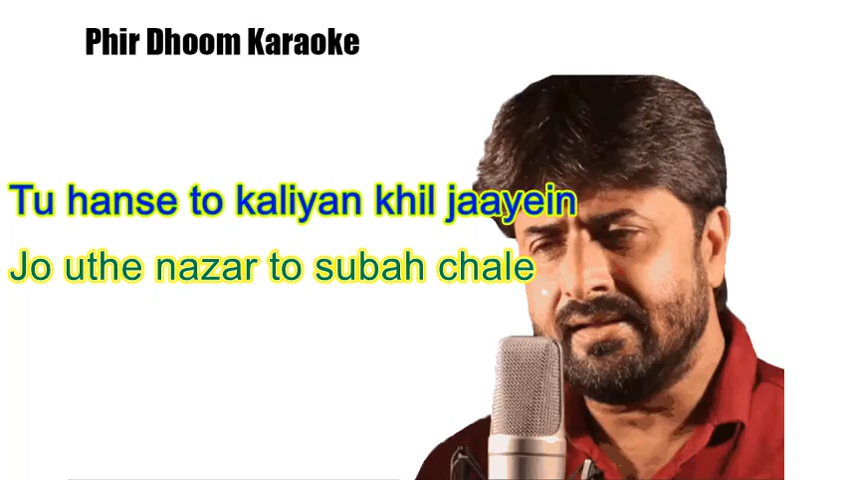 Phir Dhoom Karaoke
Tu hanse to kaliyan khil jaayein
Jo uthe nazar to subah chale